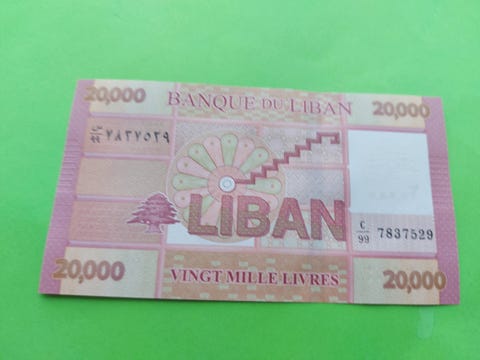 20,000 BANQUE DU LIBAN 20,000
٧٨٣٧٥٢٩
LIBAN
C/99 7837529
20,000 VINGT MILLE LIVRES 20,000